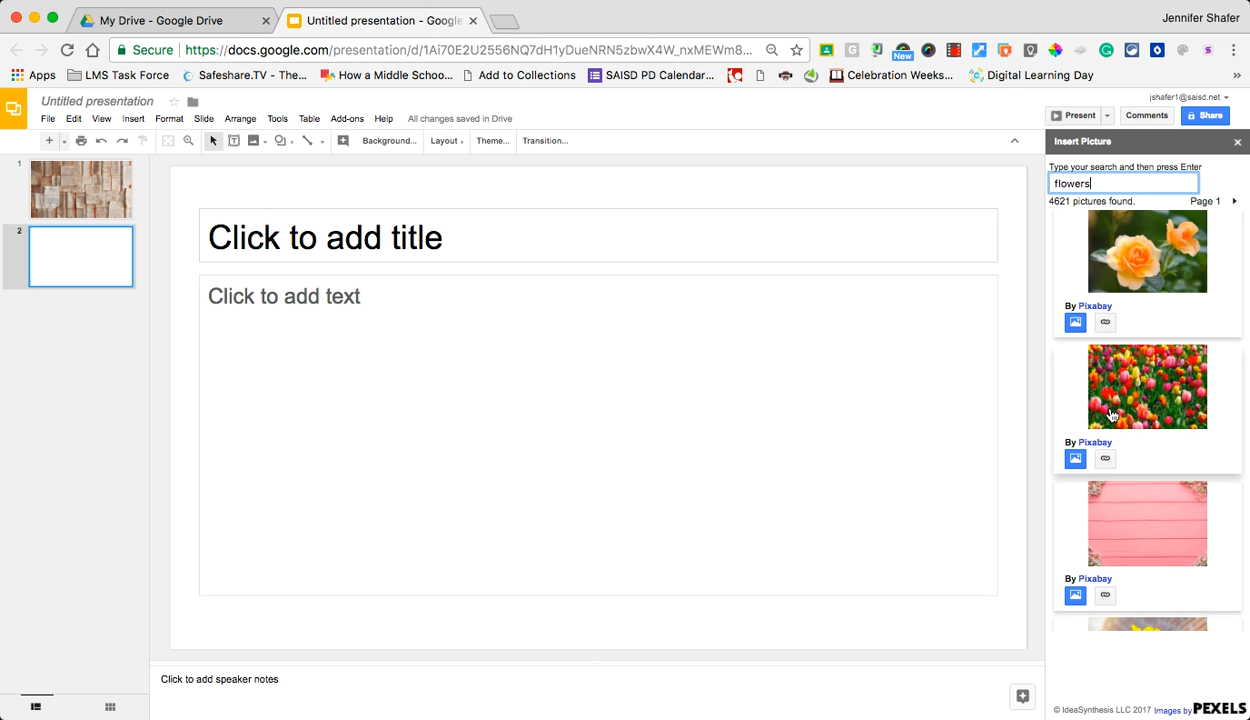 My Drive - Google Drive
Untitled presentation - Google
Jennifer Shafer
Secure
https://docs.google.com/presentation/d/1Ai70E2U2556NQ7dH1yDueNRN5zbwX4W_nxMEWm8...
New
Apps
LMS Task Force
Safeshare.TV - The...
How a Middle Schoo...
Add to Collections
SAISD PD Calendar...
Celebration Weeks...
Digital Learning Day
Untitled presentation
jshafer1@saisd.net
File Edit View Insert Format Slide Arrange Tools Table Add-ons Help All changes saved in Drive
Present
Comments
Share
Background...
Layout
Theme...
Transition...
Insert Picture
Type your search and then press Enter
flowers
4621 pictures found.
Page 1
1
2
Click to add title
Click to add text
By Pixabay
By Pixabay
By Pixabay
Click to add speaker notes
© IdeaSynthesis LLC 2017 Images by PEXELS